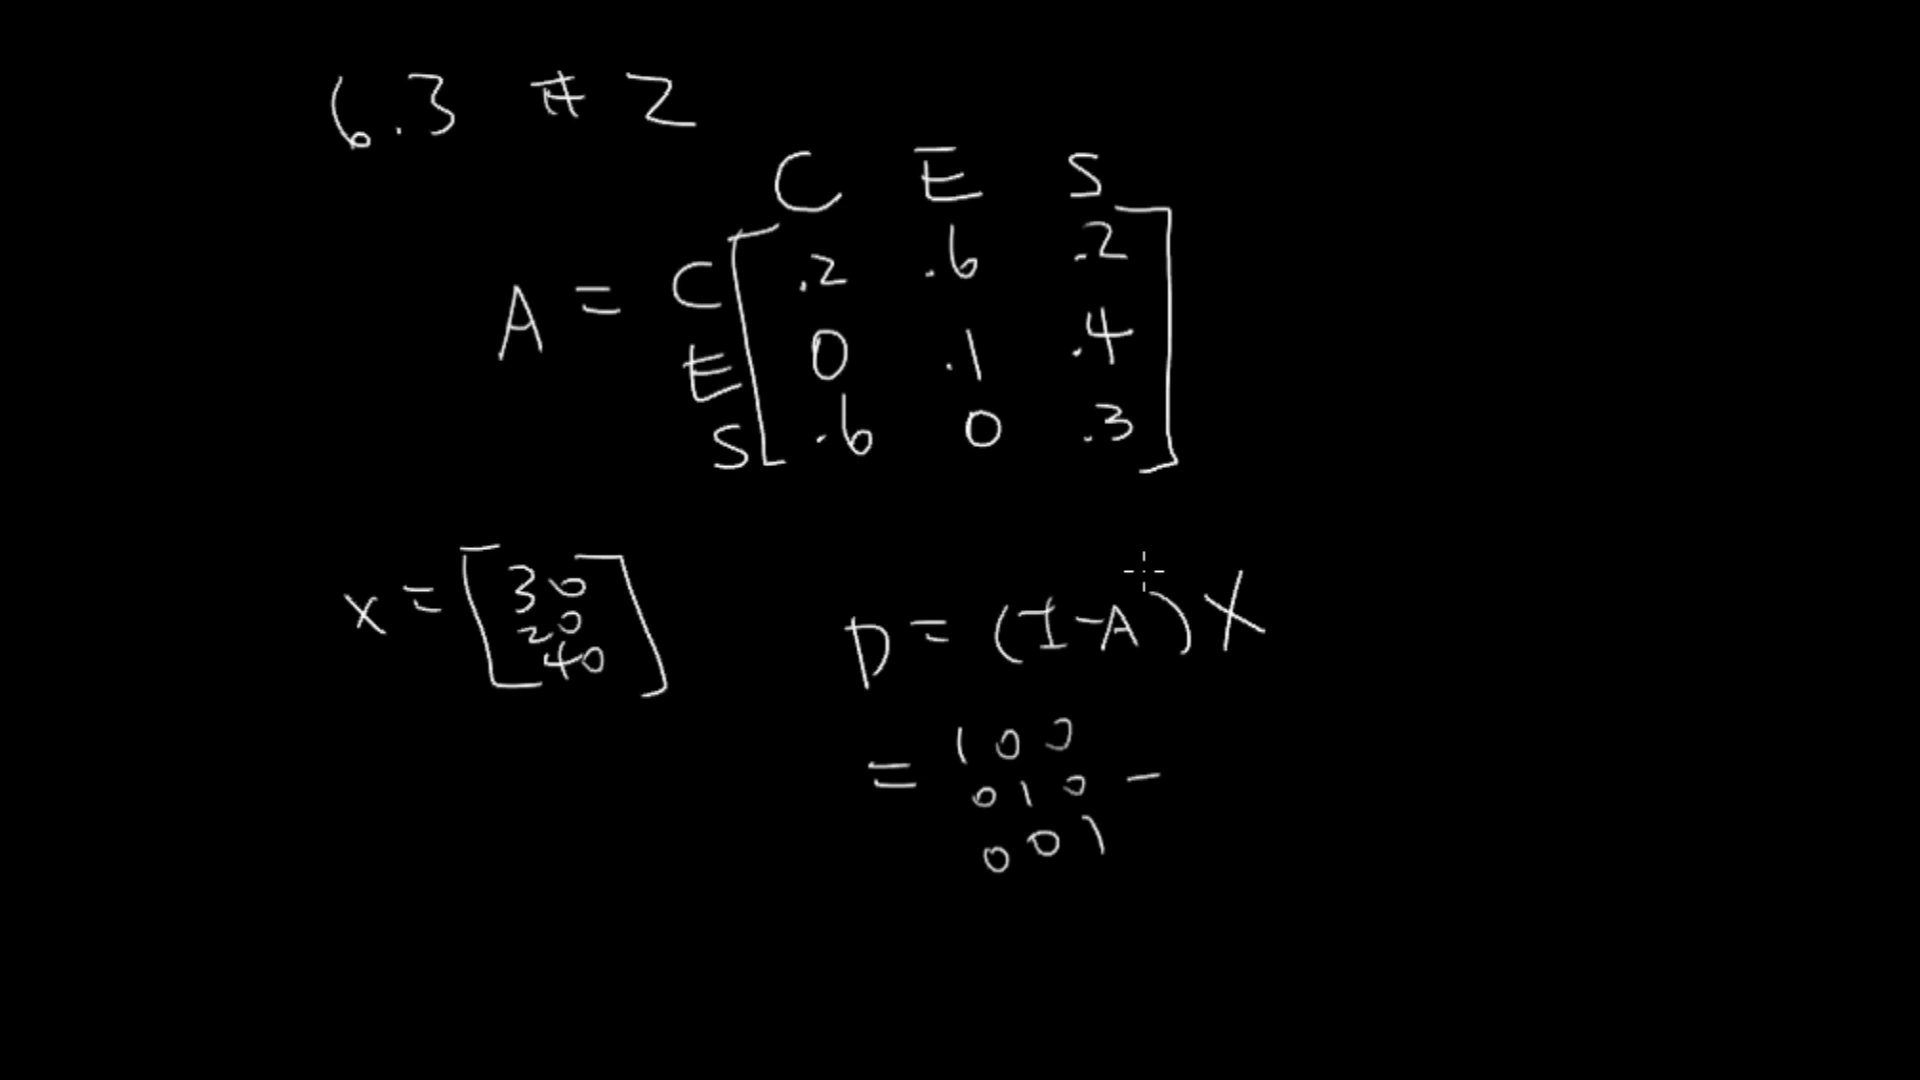 6.3 # 2
C E S
A = C [ .2 .6 .2
E 0 .1 .4
S .6 0 .3 ]
x = [ 30
20
40 ]
D = (I-A)X
= 1 0 0
0 1 0 -
0 0 1